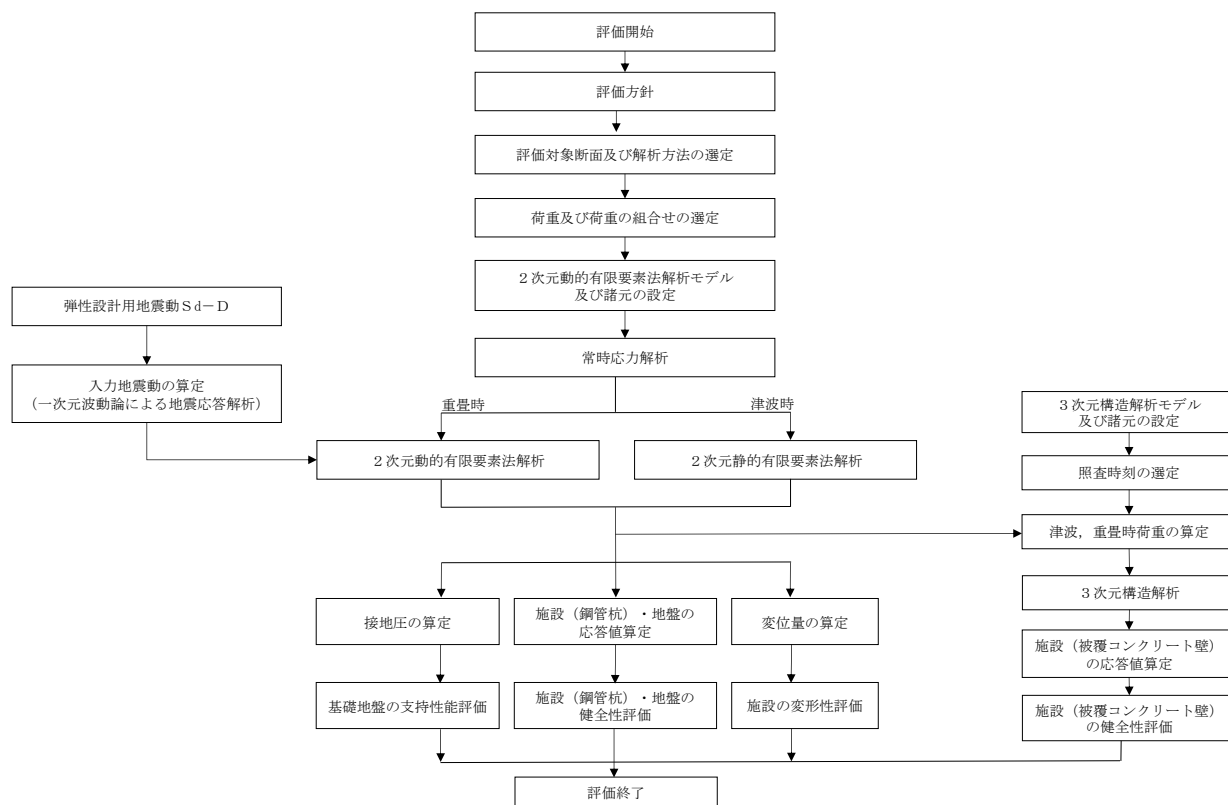 評価開始
評価方針
評価対象断面及び解析方法の選定
荷重及び荷重の組合せの選定
２次元動的有限要素法解析モデル
及び諸元の設定
弾性設計用地震動Ｓｄ－Ｄ
常時応力解析
入力地震動の算定
（一次元波動論による地震応答解析）
重畳時
津波時
３次元構造解析モデル
及び諸元の設定
２次元動的有限要素法解析
２次元静的有限要素法解析
照査時刻の選定
津波，重畳時荷重の算定
３次元構造解析
接地圧の算定
施設（鋼管杭）・地盤の
応答値算定
変位量の算定
施設（被覆コンクリート壁）
の応答値算定
基礎地盤の支持性能評価
施設（鋼管杭）・地盤の
健全性評価
施設の変形性評価
施設（被覆コンクリート壁）
の健全性評価
評価終了